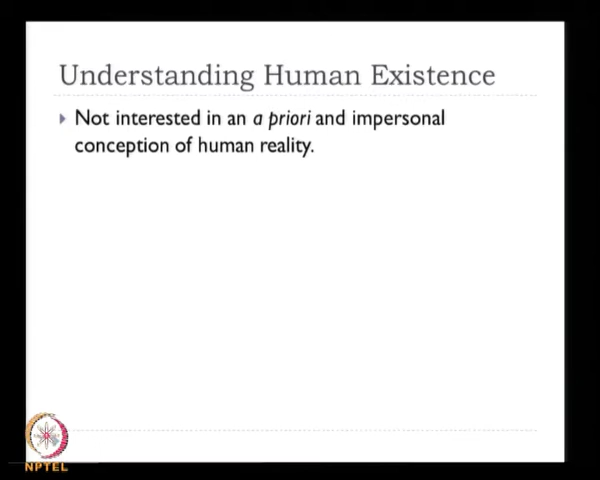 Understanding Human Existence
Not interested in an a priori and impersonal
conception of human reality.
NPTEL